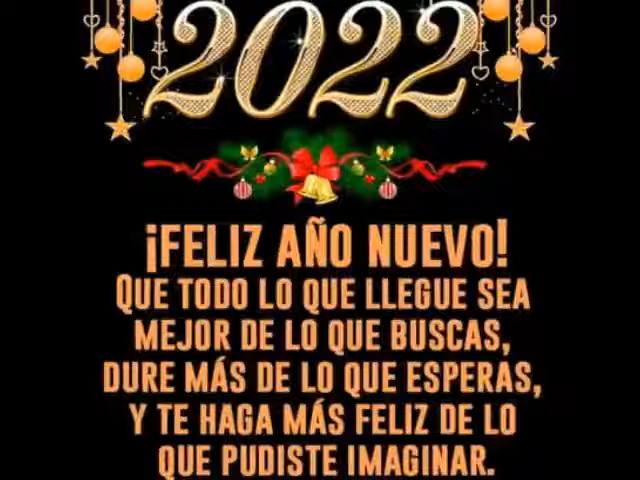 2022
¡FELIZ AÑO NUEVO!
QUE TODO LO QUE LLEGUE SEA
MEJOR DE LO QUE BUSCAS,
DURE MÁS DE LO QUE ESPERAS,
Y TE HAGA MÁS FELIZ DE LO
QUE PUDISTE IMAGINAR.